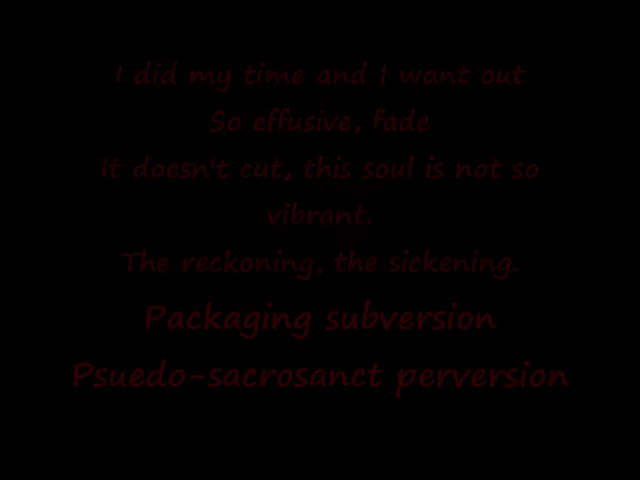 I did my time and I want out
So effusive, fade
It doesn't cut, this soul is not so
vibrant.
The reckoning, the sickening.
Packaging subversion
Psuedo-sacrosanct perversion